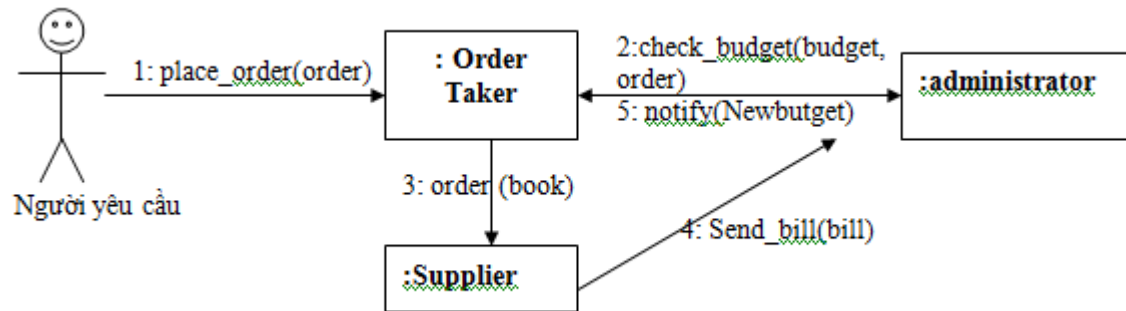 1: place_order(order)
: Order
Taker
2:check_budget(budget,
order)
5: notify(Newbutget)
:administrator
3: order (book)
Người yêu cầu
4: Send_bill(bill)
:Supplier